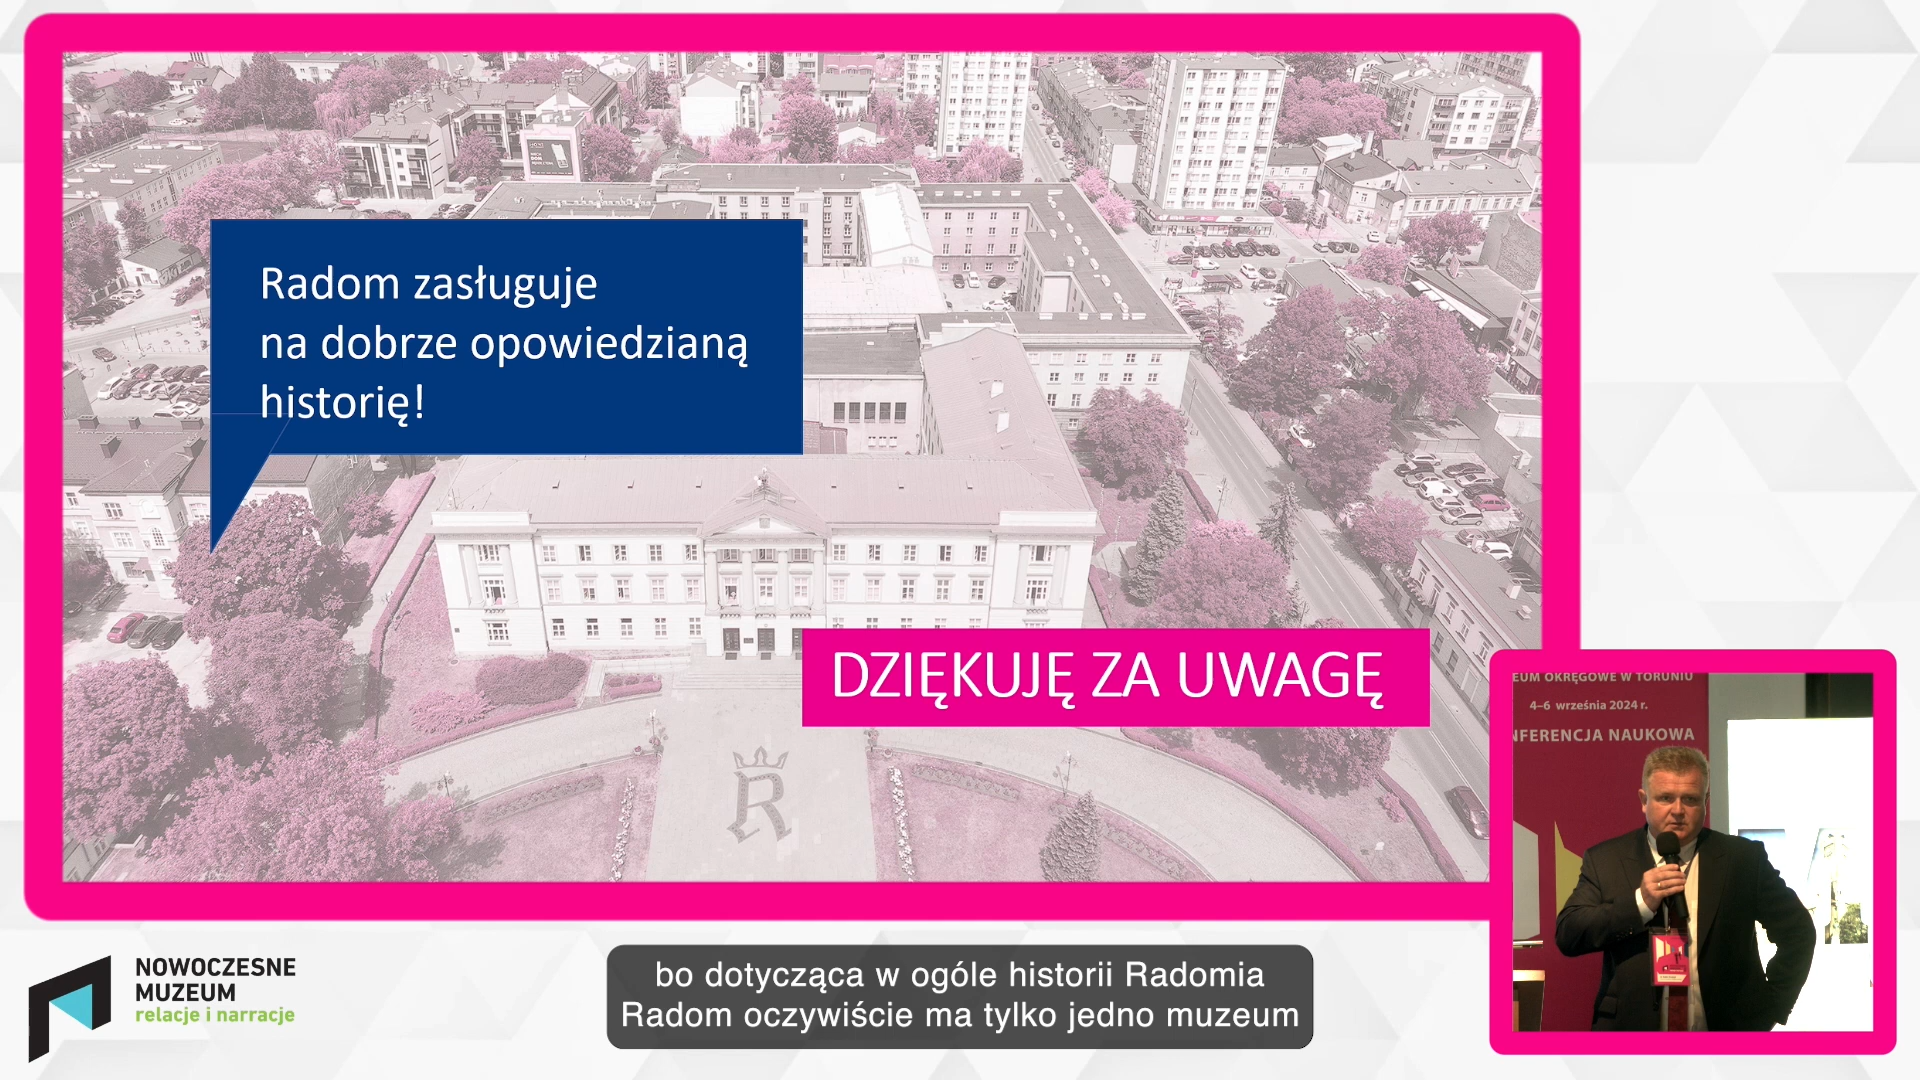 Radom zasługuje
na dobrze opowiedzianą
historię!
DZIĘKUJĘ ZA UWAGĘ
R
EUM OKRĘGOWE W TORUNIU
4–6 września 2024 r.
NFERENCJA NAUKOWA
NOWOCZESNE
MUZEUM
relacje i narracje
bo dotycząca w ogóle historii Radomia
Radom oczywiście ma tylko jedno muzeum